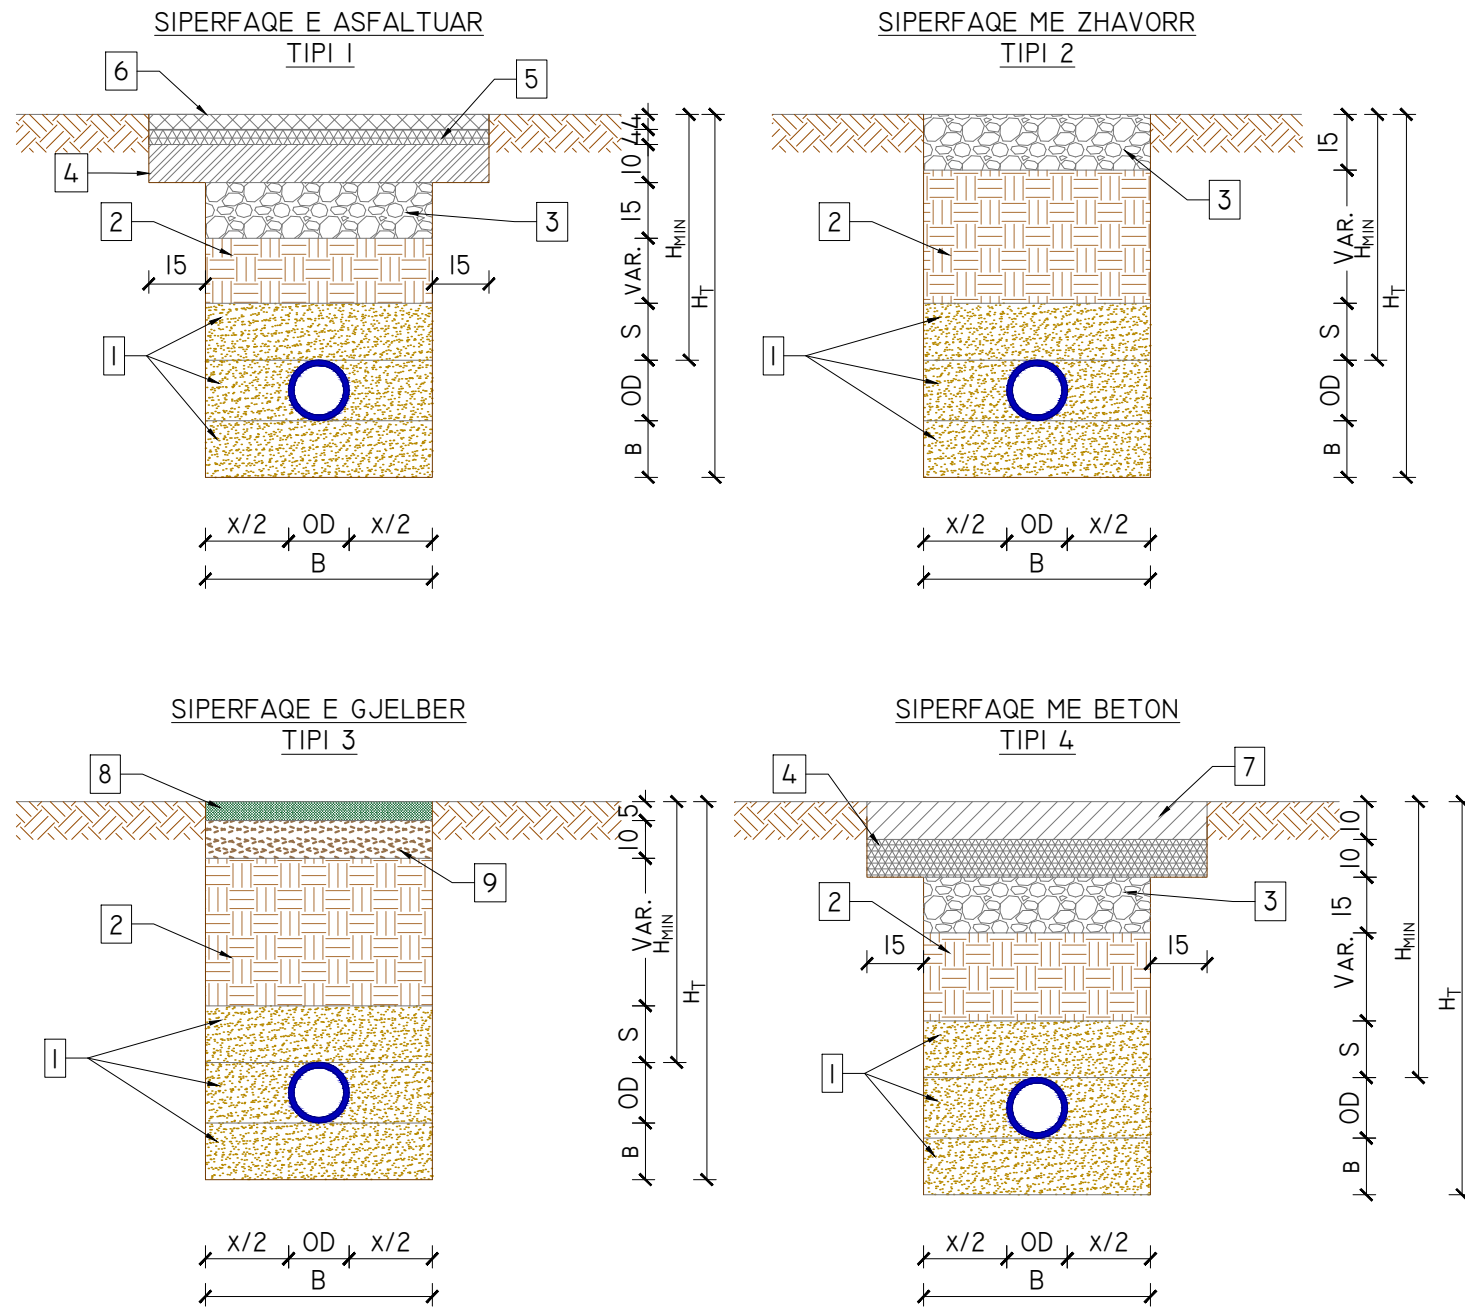 SIPERFAQE E ASFALTUAR
TIPI 1
6
5
4
2
3
15
15
1
4
4
10
15
VAR.
S
OD
B
HMIN
HT
x/2 OD x/2
B
SIPERFAQE ME ZHAVORR
TIPI 2
3
2
1
15
VAR.
S
OD
B
HMIN
HT
x/2 OD x/2
B
SIPERFAQE E GJELBER
TIPI 3
8
9
2
1
5
10
VAR.
S
OD
B
HMIN
HT
x/2 OD x/2
B
SIPERFAQE ME BETON
TIPI 4
4
7
2
3
15
15
1
10
10
15
VAR.
S
OD
B
HMIN
HT
x/2 OD x/2
B